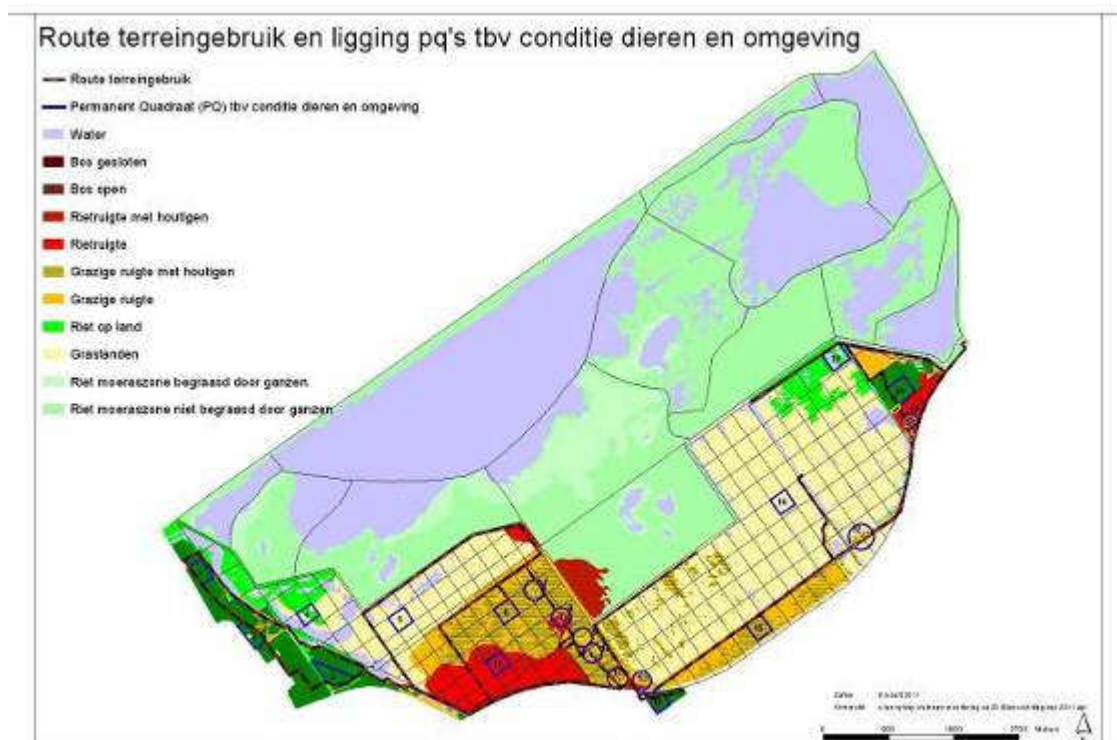 Route terreingebruik en ligging pq's tbv conditie dieren en omgeving
Route terreingebruik
Permanent Quadraat (PQ) tbv conditie dieren en omgeving
Water
Bos gesloten
Bos open
Rietruigte met houtigen
Rietruigte
Grazige ruigte met houtigen
Grazige ruigte
Riet op land
Graslanden
Riet moeraszone begraasd door ganzen
Riet moeraszone niet begraasd door ganzen
0